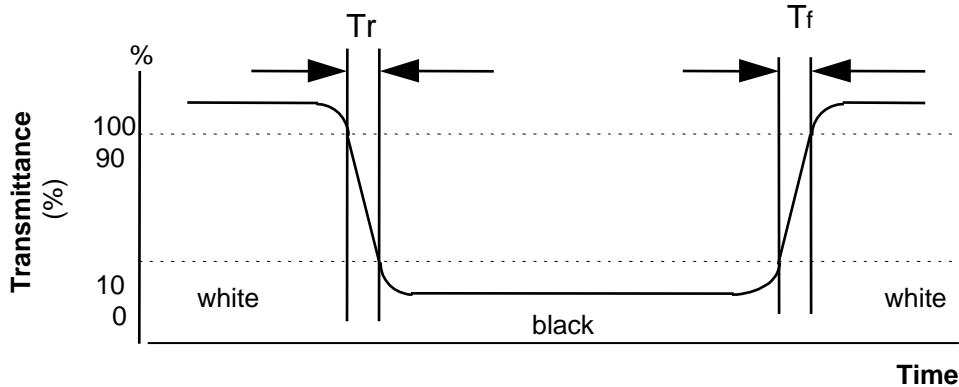 Tr
Tf
%
100
90
Transmittance
(%)
10
0
white
black
white
Time